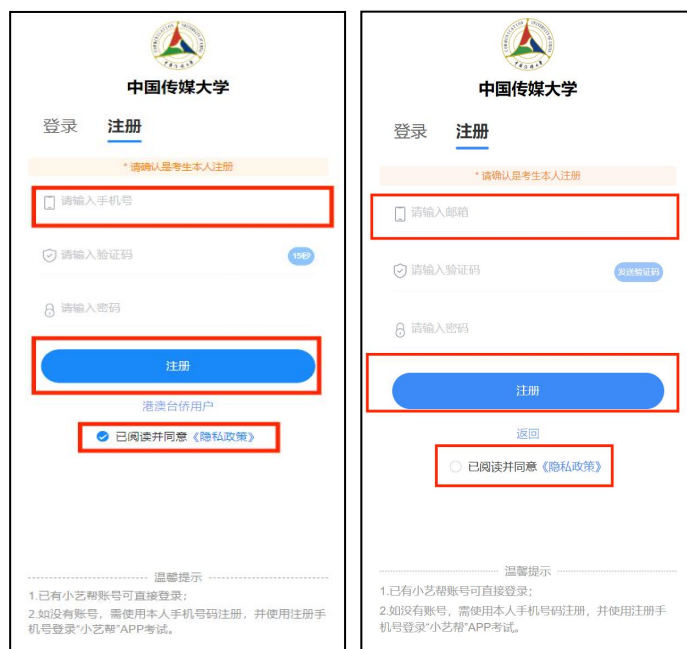 中国传媒大学
登录 注册
* 请确认是考生本人注册
请输入手机号
请输入验证码 15秒
请输入密码
注册
港澳台侨用户
已阅读并同意《隐私政策》
温馨提示
1.已有小艺帮账号可直接登录；
2.如没有账号，需使用本人手机号码注册，并使用注册手
机号登录“小艺帮”APP考试。
中国传媒大学
登录 注册
* 请确认是考生本人注册
请输入邮箱
请输入验证码 发送验证码
请输入密码
注册
返回
已阅读并同意《隐私政策》
温馨提示
1.已有小艺帮账号可直接登录；
2.如没有账号，需使用本人手机号码注册，并使用注册手
机号登录“小艺帮”APP考试。